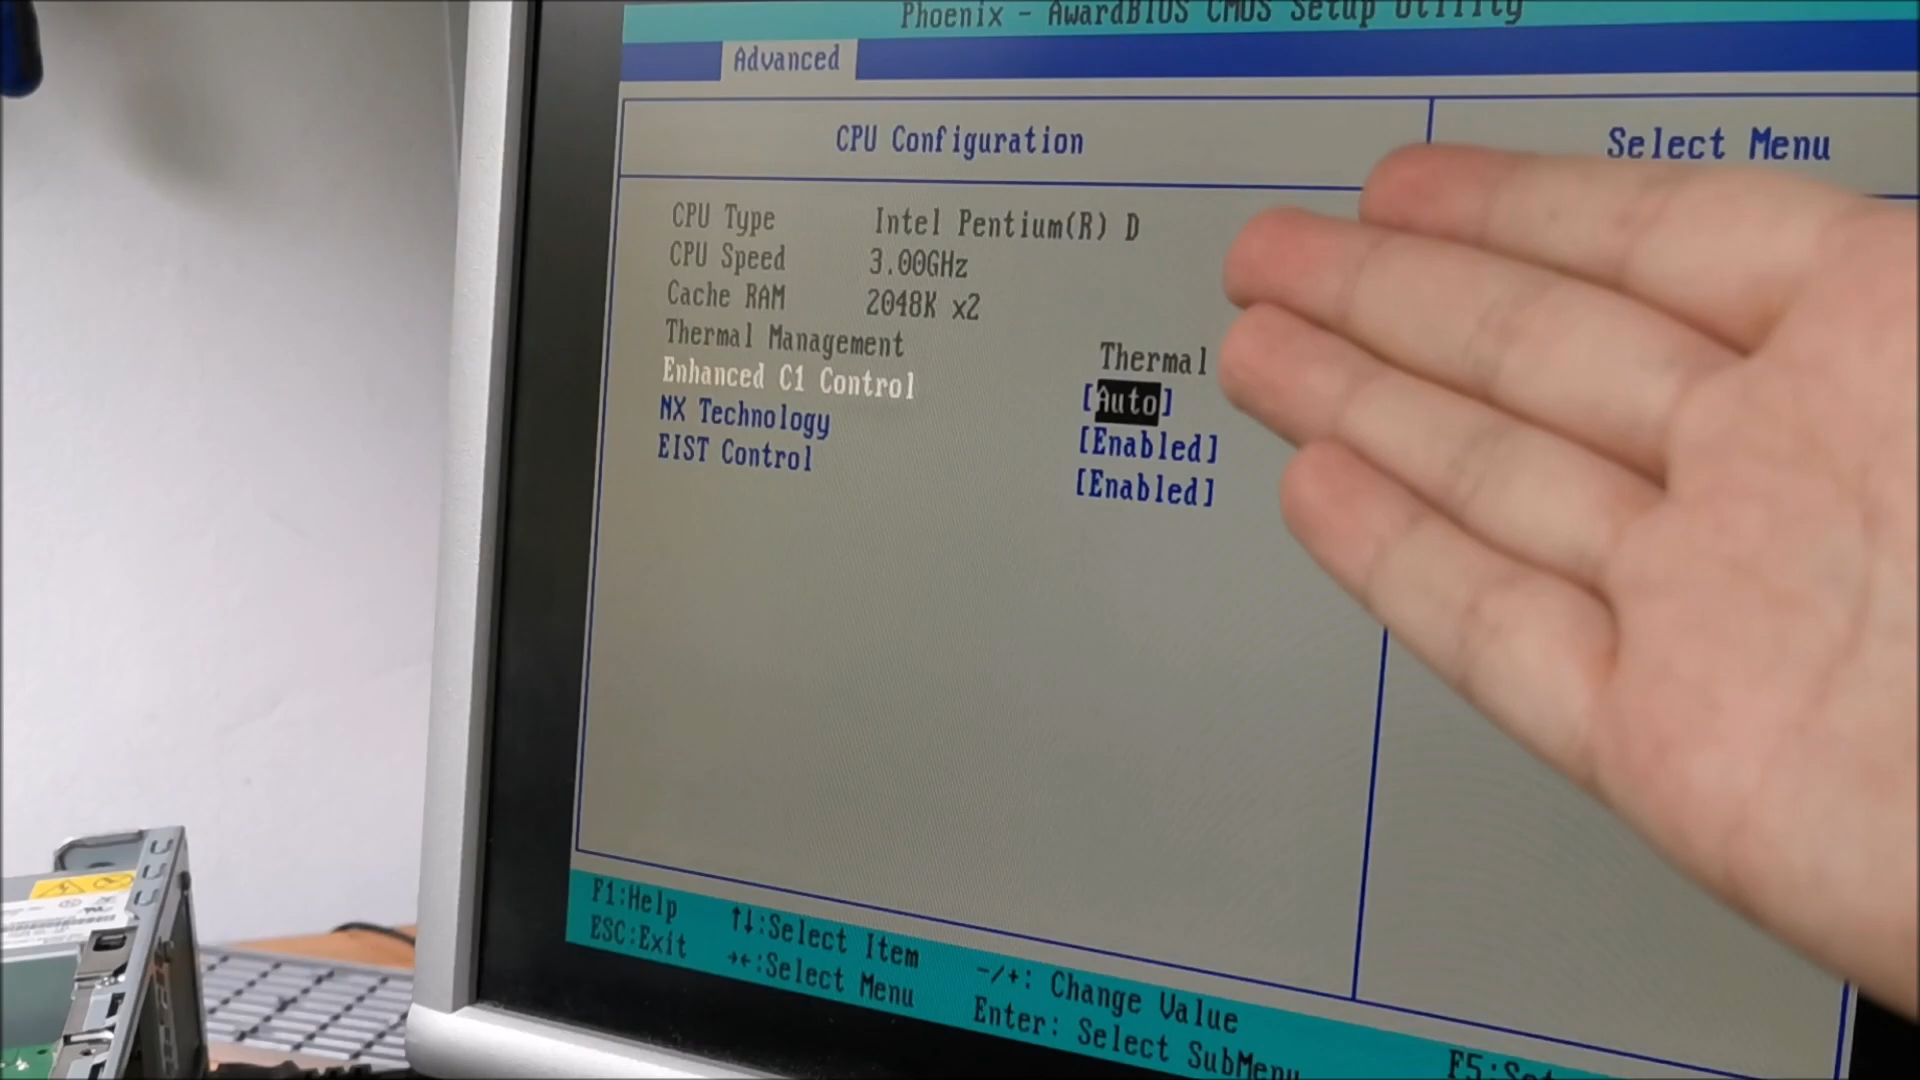 Phoenix - AwardBIOS CMOS Setup Utility
Advanced
CPU Configuration
Select Menu
CPU Type Intel Pentium(R) D
CPU Speed 3.00GHz
Cache RAM 2048K x2
Thermal Management Thermal
Enhanced C1 Control [Auto]
NX Technology [Enabled]
EIST Control [Enabled]
F1:Help ↑↓:Select Item -/+: Change Value
ESC:Exit →←:Select Menu Enter: Select SubMenu